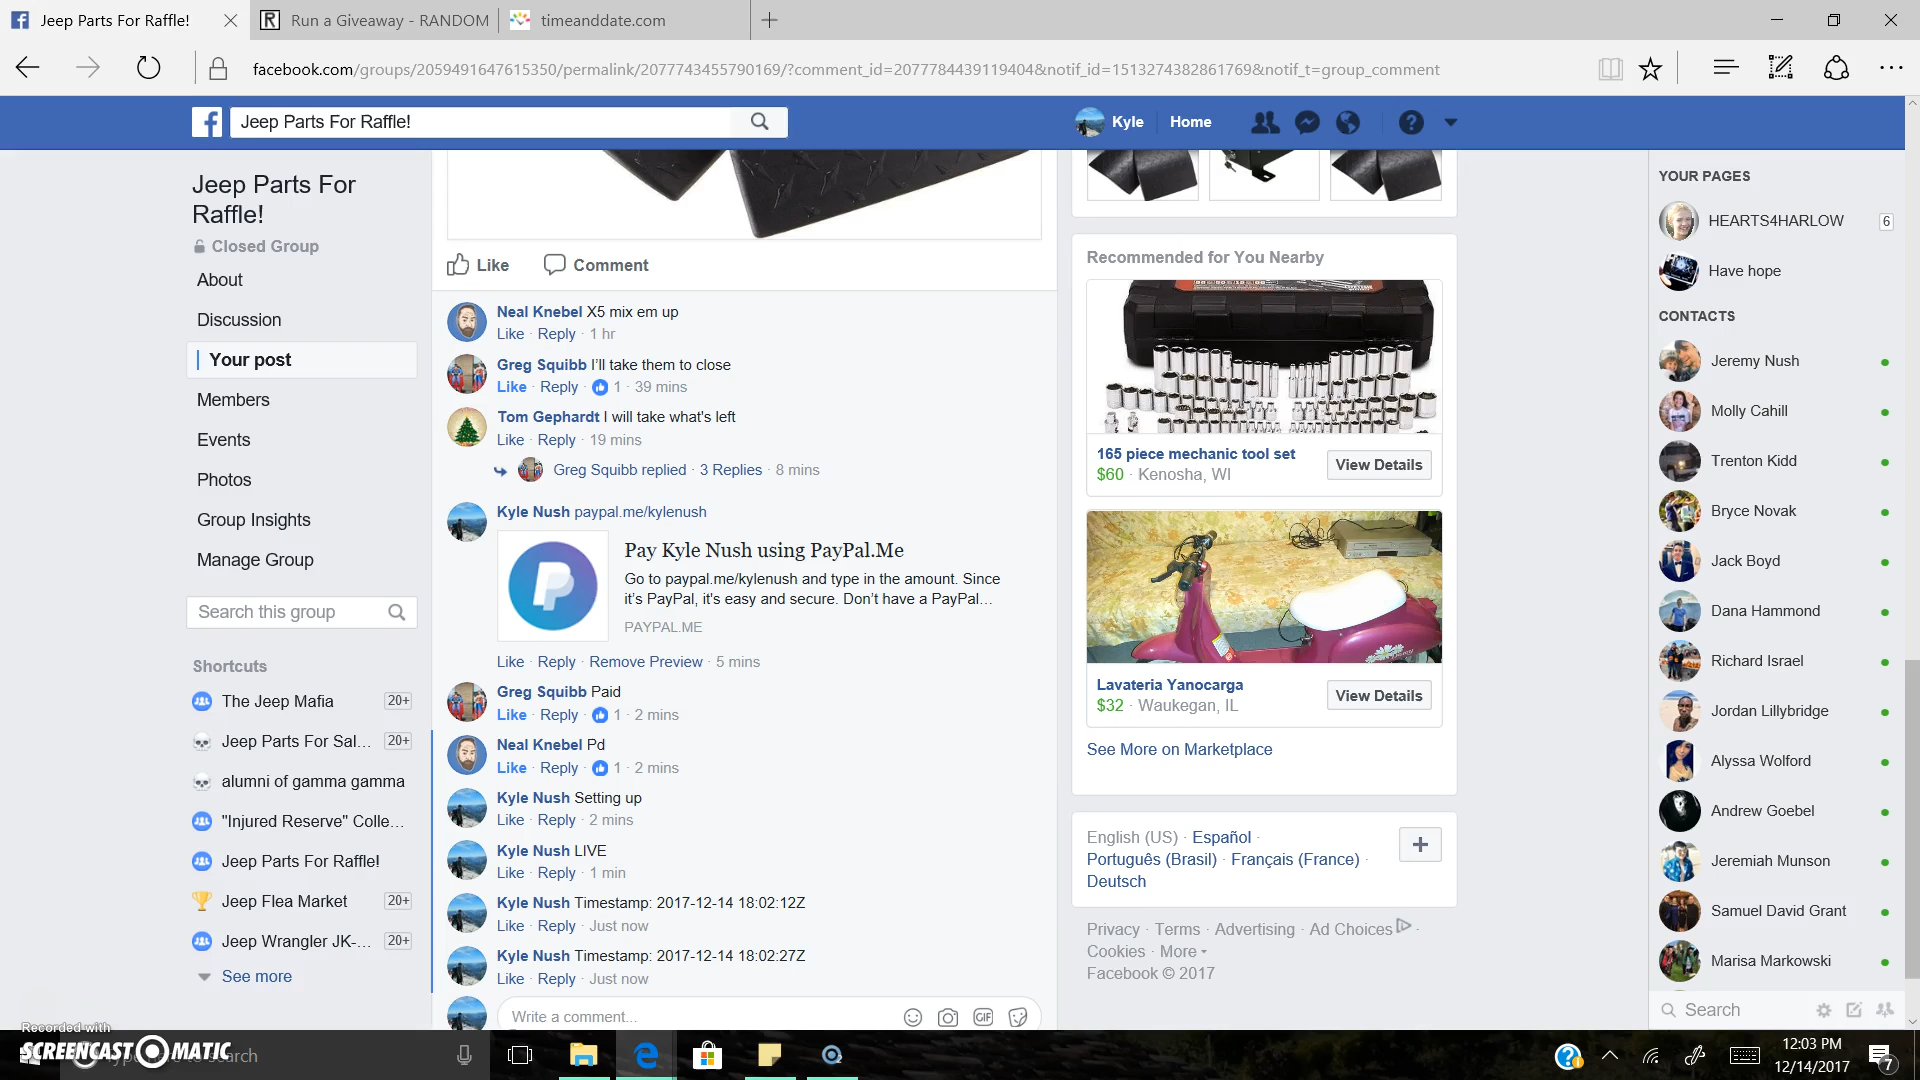 Jeep Parts For Raffle!
Run a Giveaway - RANDOM
timeanddate.com
facebook.com/groups/2059491647615350/permalink/2077743455790169/?comment_id=2077784439119404&notif_id=1513274382861769&notif_t=group_comment
Jeep Parts For Raffle!
Kyle
Home
Jeep Parts For
Raffle!
Closed Group
About
Discussion
Your post
Members
Events
Photos
Group Insights
Manage Group
Search this group
Shortcuts
The Jeep Mafia 20+
Jeep Parts For Sal... 20+
alumni of gamma gamma
"Injured Reserve" Colle...
Jeep Parts For Raffle!
Jeep Flea Market 20+
Jeep Wrangler JK-... 20+
See more
Like Comment
Neal Knebel X5 mix em up
Like · Reply · 1 hr
Greg Squibb I'll take them to close
Like · Reply · 1 · 39 mins
Tom Gephardt I will take what's left
Like · Reply · 19 mins
Greg Squibb replied · 3 Replies · 8 mins
Kyle Nush paypal.me/kylenush
Pay Kyle Nush using PayPal.Me
Go to paypal.me/kylenush and type in the amount. Since
it's PayPal, it's easy and secure. Don't have a PayPal...
PAYPAL.ME
Like · Reply · Remove Preview · 5 mins
Greg Squibb Paid
Like · Reply · 1 · 2 mins
Neal Knebel Pd
Like · Reply · 1 · 2 mins
Kyle Nush Setting up
Like · Reply · 2 mins
Kyle Nush LIVE
Like · Reply · 1 min
Kyle Nush Timestamp: 2017-12-14 18:02:12Z
Like · Reply · Just now
Kyle Nush Timestamp: 2017-12-14 18:02:27Z
Like · Reply · Just now
Write a comment...
GIF
Recommended for You Nearby
165 piece mechanic tool set
$60 · Kenosha, WI
View Details
Lavateria Yanocarga
$32 · Waukegan, IL
View Details
See More on Marketplace
English (US) · Español ·
Português (Brasil) · Français (France) ·
Deutsch
Privacy · Terms · Advertising · Ad Choices ·
Cookies · More
Facebook © 2017
YOUR PAGES
HEARTS4HARLOW 6
Have hope
CONTACTS
Jeremy Nush
Molly Cahill
Trenton Kidd
Bryce Novak
Jack Boyd
Dana Hammond
Richard Israel
Jordan Lillybridge
Alyssa Wolford
Andrew Goebel
Jeremiah Munson
Samuel David Grant
Marisa Markowski
Search
Recorded with
SCREENCAST-O-MATIC
search
12:03 PM
12/14/2017
7